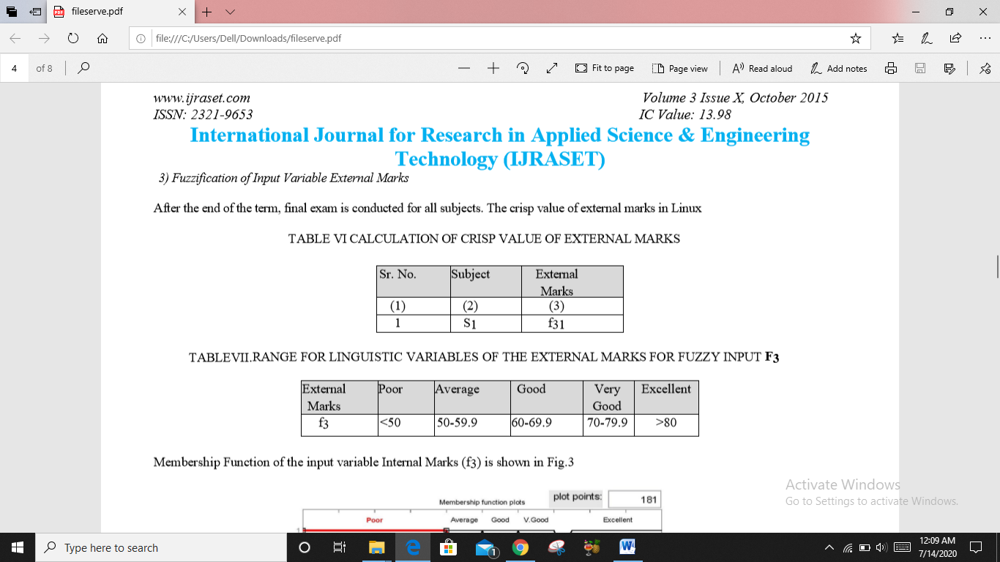 fileserve.pdf
file:///C:/Users/Dell/Downloads/fileserve.pdf
4 of 8 Fit to page Page view Read aloud Add notes
www.ijraset.com Volume 3 Issue X, October 2015
ISSN: 2321-9653 IC Value: 13.98
International Journal for Research in Applied Science & Engineering
Technology (IJRASET)
3) Fuzzification of Input Variable External Marks
After the end of the term, final exam is conducted for all subjects. The crisp value of external marks in Linux
TABLE VI CALCULATION OF CRISP VALUE OF EXTERNAL MARKS
Sr. No. Subject External
Marks
(1) (2) (3)
1 S1 f31
TABLEVII.RANGE FOR LINGUISTIC VARIABLES OF THE EXTERNAL MARKS FOR FUZZY INPUT F3
External Poor Average Good Very Excellent
Marks Good
f3 <50 50-59.9 60-69.9 70-79.9 >80
Membership Function of the input variable Internal Marks (f3) is shown in Fig.3
Membership function plots plot points: 181
Poor Average Good V.Good Excellent
1
Activate Windows
Go to Settings to activate Windows.
Type here to search
1
12:09 AM
7/14/2020